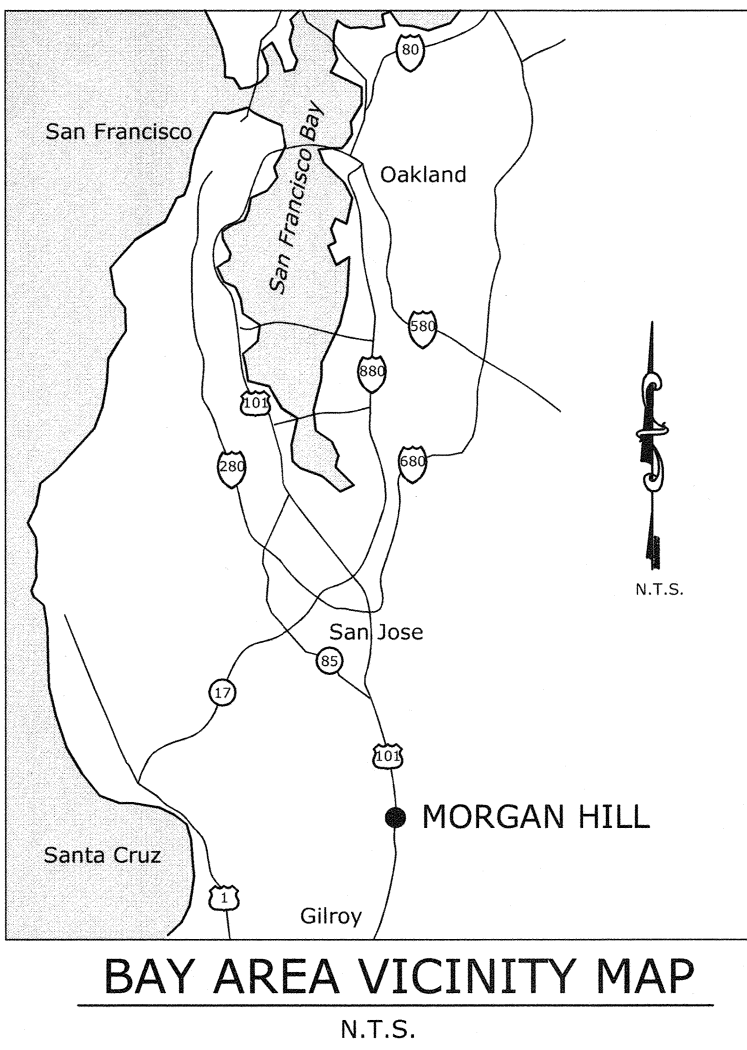 80
San Francisco
San Francisco Bay
Oakland
580
880
101
280
680
N.T.S.
San Jose
85
17
101
MORGAN HILL
Santa Cruz
1
Gilroy
BAY AREA VICINITY MAP
N.T.S.